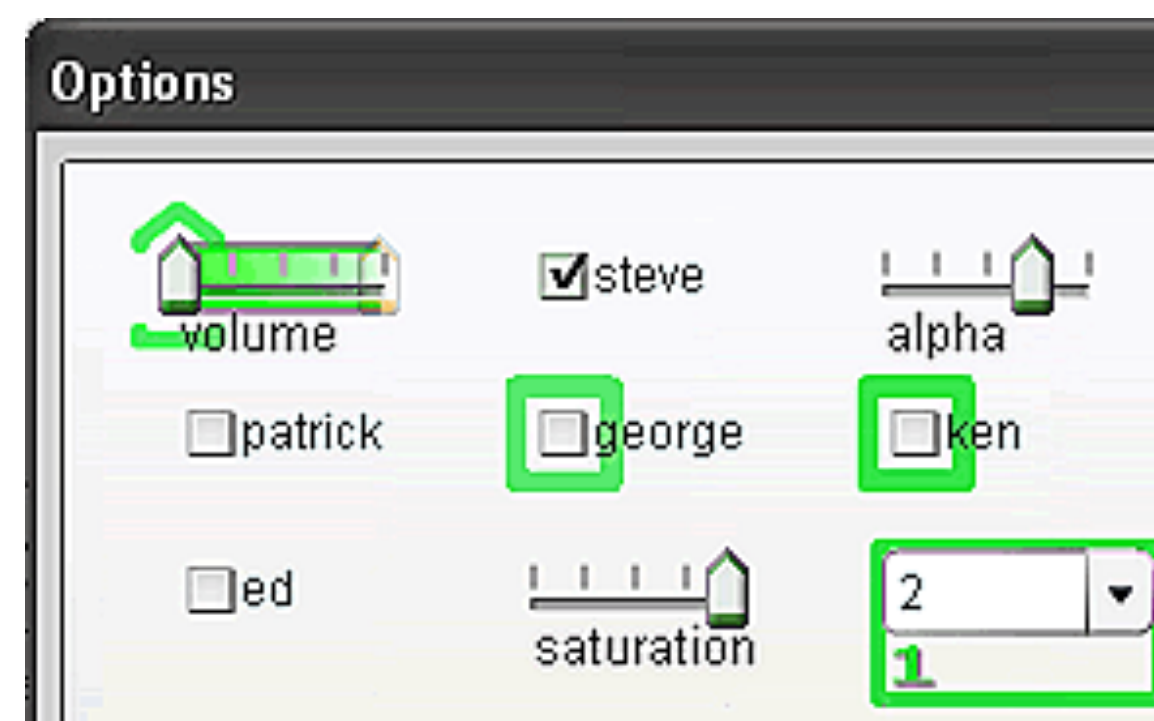 Options
steve
volume
alpha
patrick
george
ken
ed
2
saturation
1